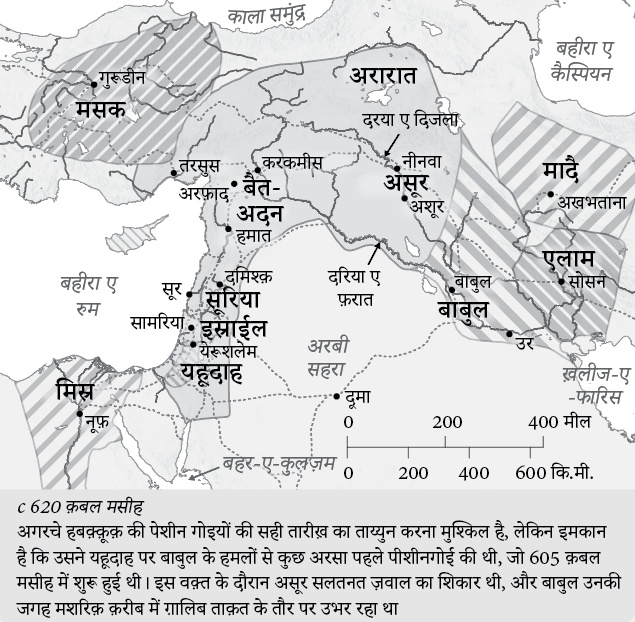 काला समुंद्र
बहीरा ए
कैस्पियन
गुरूडीन
मसक
अरारात
दरया ए दिजला
तरसुस
करकमीस
नीनवा
अरफ़ाद
बैत-
अदन
असूर
अशूर
मादै
अखभताना
हमात
एलाम
सोसन
बहीरा ए
रुम
सूर
दमिश्क़
सूरिया
दरिया ए
फ़रात
बाबुल
बाबुल
सामरिया
इस्राईल
येरूशलेम
यहूदाह
उर
अरबी
सहरा
ख़लीज-ए
-फारिस
मिस्र
नूफ़
दूमा
0 200 400 मील
0 200 400 600 कि.मी.
बहर-ए-कुलज़म
c 620 क़बल मसीह
अगरचे हबक़्क़ूक़ की पेशीन गोइयों की सही तारीख़ का ताय्युन करना मुश्किल है, लेकिन इमकान
है कि उसने यहूदाह पर बाबुल के हमलों से कुछ अरसा पहले पीशीनगोई की थी, जो 605 क़बल
मसीह में शुरू हुई थी। इस वक़्त के दौरान असूर सलतनत ज़वाल का शिकार थी, और बाबुल उनकी
जगह मशरिक़ क़रीब में ग़ालिब ताक़त के तौर पर उभर रहा था